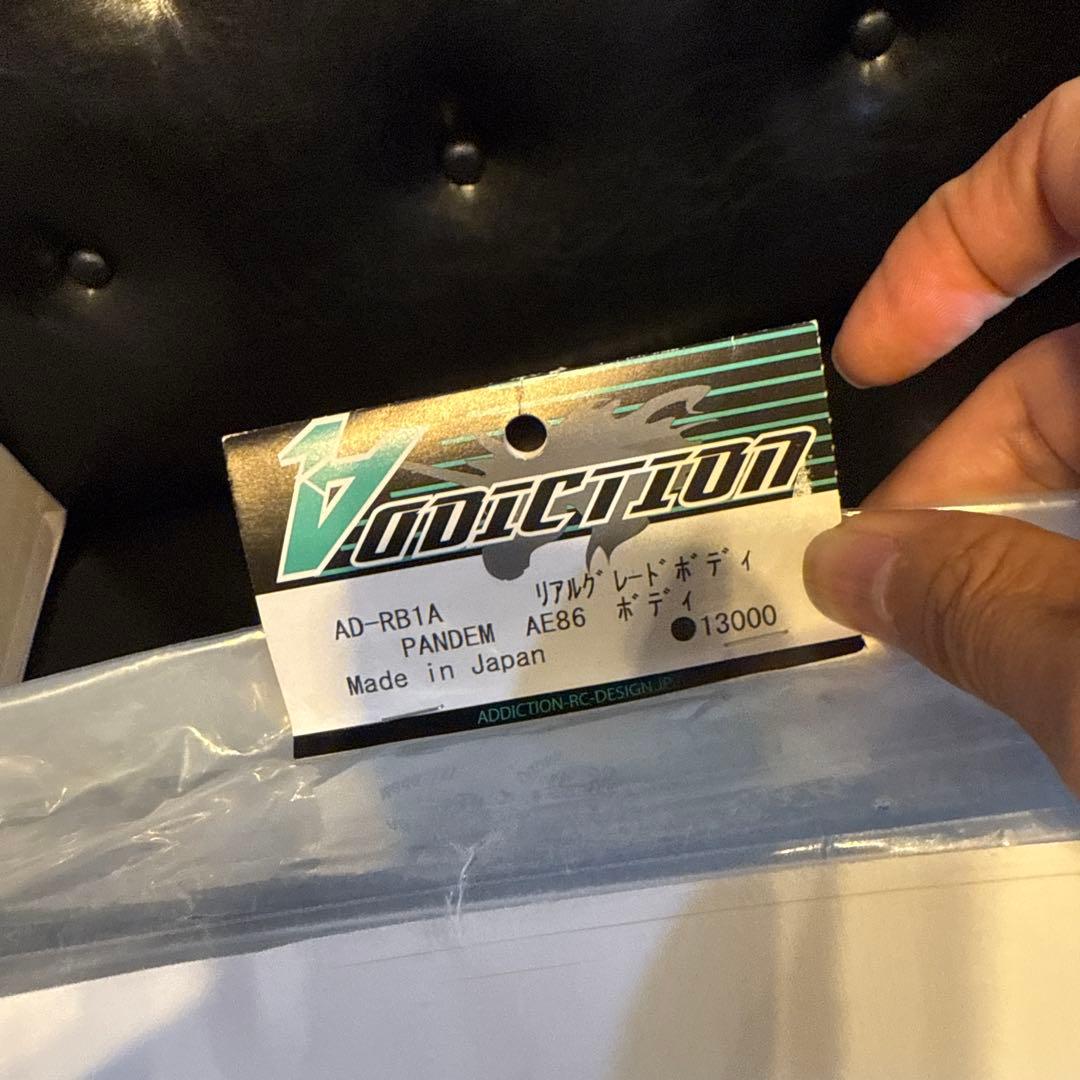 ADDICTION
AD-RB1A リアルグレードボディ
PANDEM AE86 ボディ
Made in Japan ●13000
ADDICTION-RC-DESIGN.JP